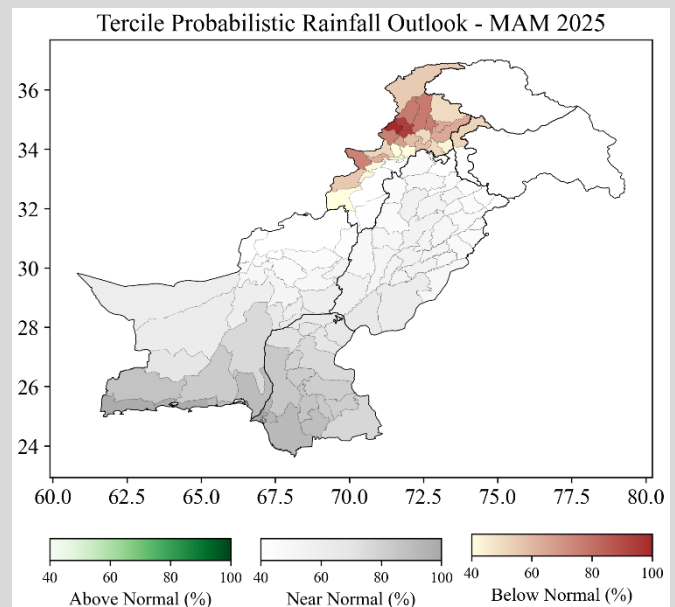 Tercile Probabilistic Rainfall Outlook - MAM 2025
36
34
32
30
28
26
24
60.0 62.5 65.0 67.5 70.0 72.5 75.0 77.5 80.0
40 60 80 100 40 60 80 100 40 60 80 100
Above Normal (%) Near Normal (%) Below Normal (%)